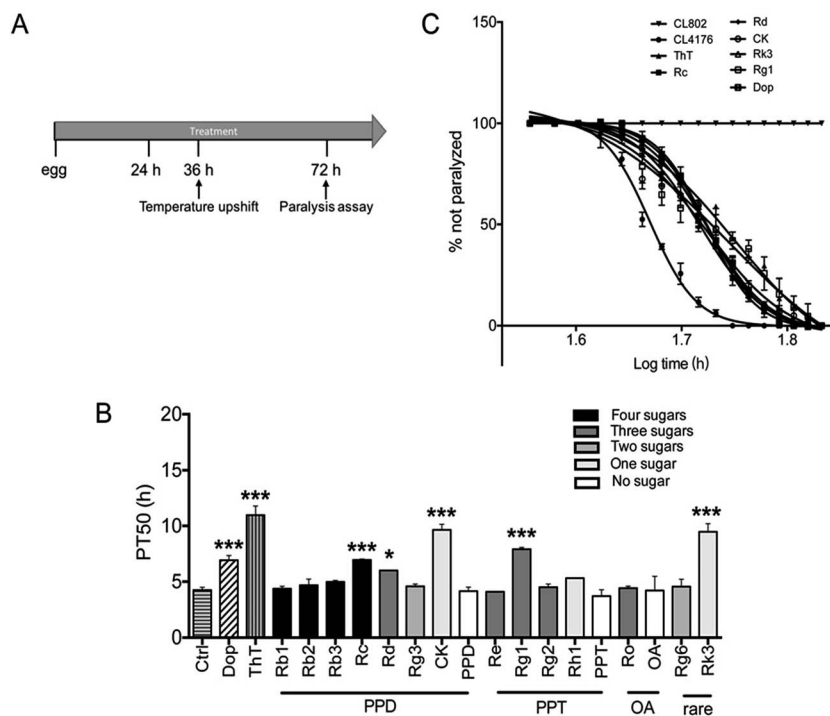 A
Treatment
egg
24 h
36 h
72 h
Temperature upshift
Paralysis assay
C
CL802
CL4176
ThT
Rc
Rd
CK
Rk3
Rg1
Dop
% not paralyzed
150
100
50
0
1.6
1.7
1.8
Log time (h)
B
PT50 (h)
20
15
10
5
0
Four sugars
Three sugars
Two sugars
One sugar
No sugar
***
***
***
*
***
***
***
Ctrl
Dop
ThT
Rb1
Rb2
Rb3
Rc
Rd
Rg3
CK
PPD
Re
Rg1
Rg2
Rh1
PPT
Ro
OA
Rg6
Rk3
PPD
PPT
OA
rare